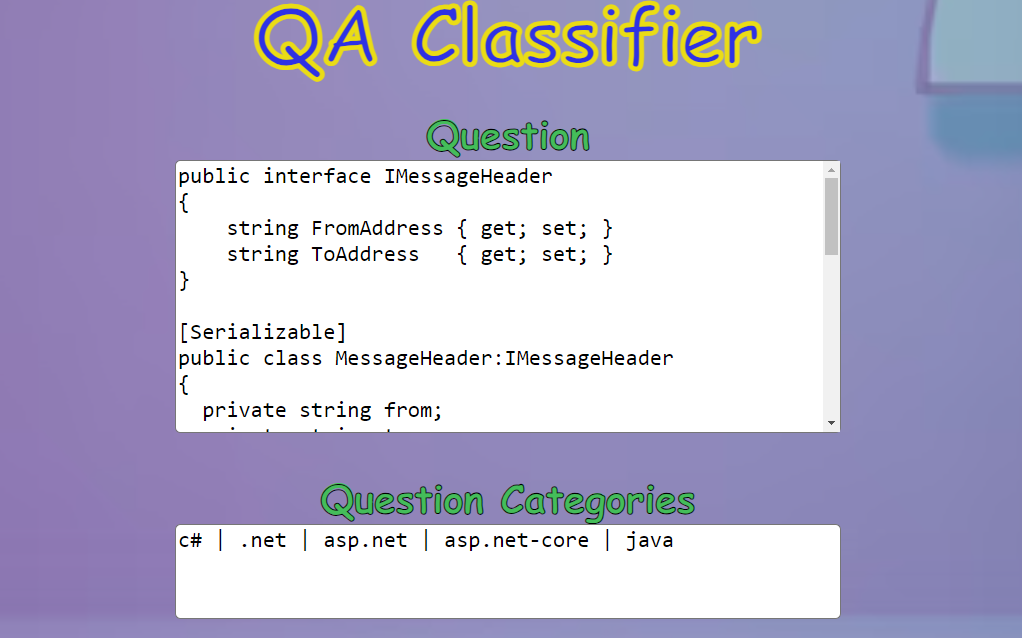 QA Classifier
Question
public interface IMessageHeader
{
    string FromAddress { get; set; }
    string ToAddress   { get; set; }
}

[Serializable]
public class MessageHeader:IMessageHeader
{
  private string from;
Question Categories
c# | .net | asp.net | asp.net-core | java